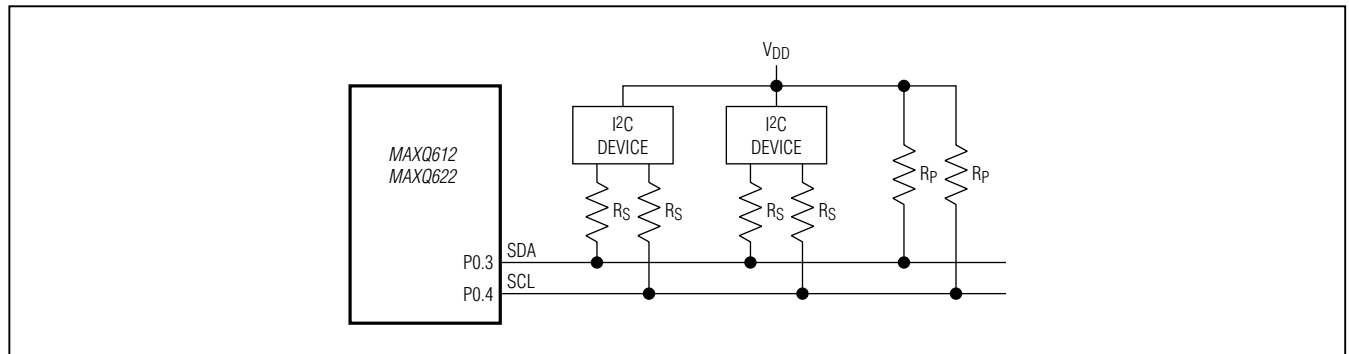 VDD
I2C
DEVICE
I2C
DEVICE
MAXQ612
MAXQ622
RS
RS
RS
RS
RP
RP
P0.3
SDA
P0.4
SCL